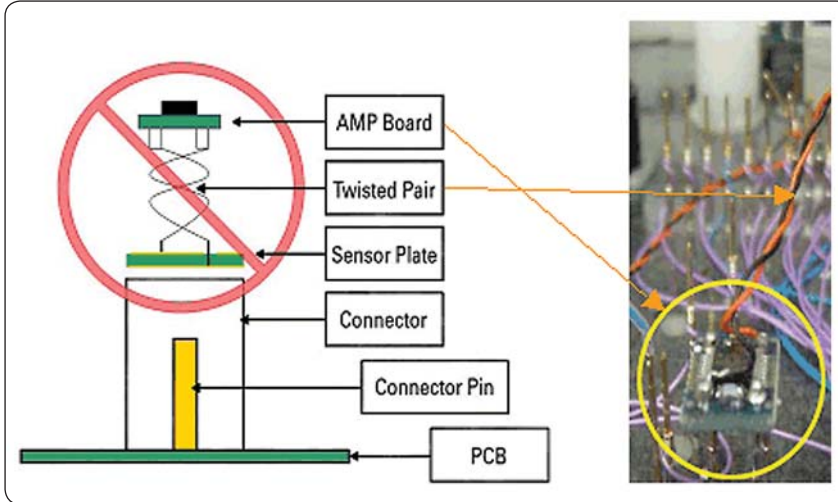 AMP Board
Twisted Pair
Sensor Plate
Connector
Connector Pin
PCB